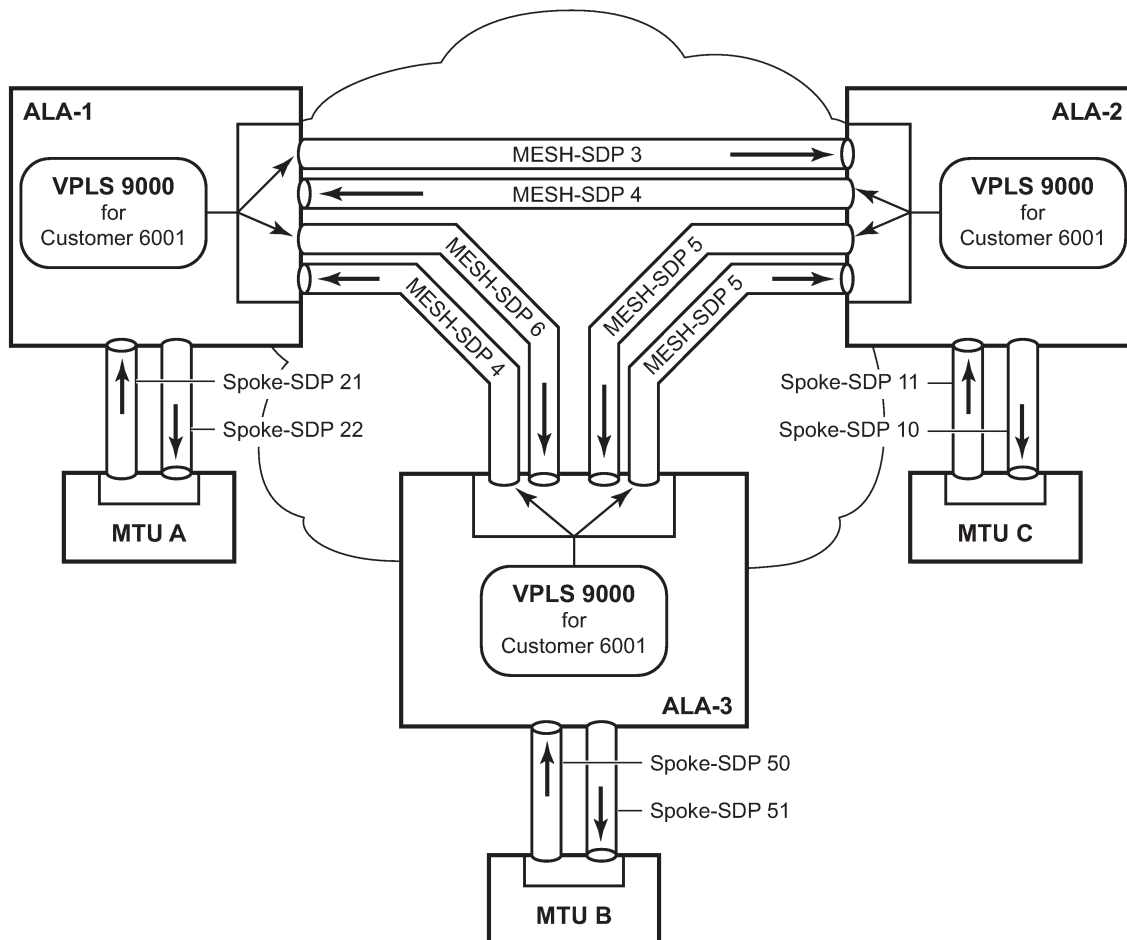 ALA-1
ALA-2
MESH-SDP 3
VPLS 9000
for
Customer 6001
MESH-SDP 4
VPLS 9000
for
Customer 6001
MESH-SDP 6
MESH-SDP 5
MESH-SDP 4
MESH-SDP 5
Spoke-SDP 21
Spoke-SDP 11
Spoke-SDP 22
Spoke-SDP 10
MTU A
MTU C
VPLS 9000
for
Customer 6001
ALA-3
Spoke-SDP 50
Spoke-SDP 51
MTU B